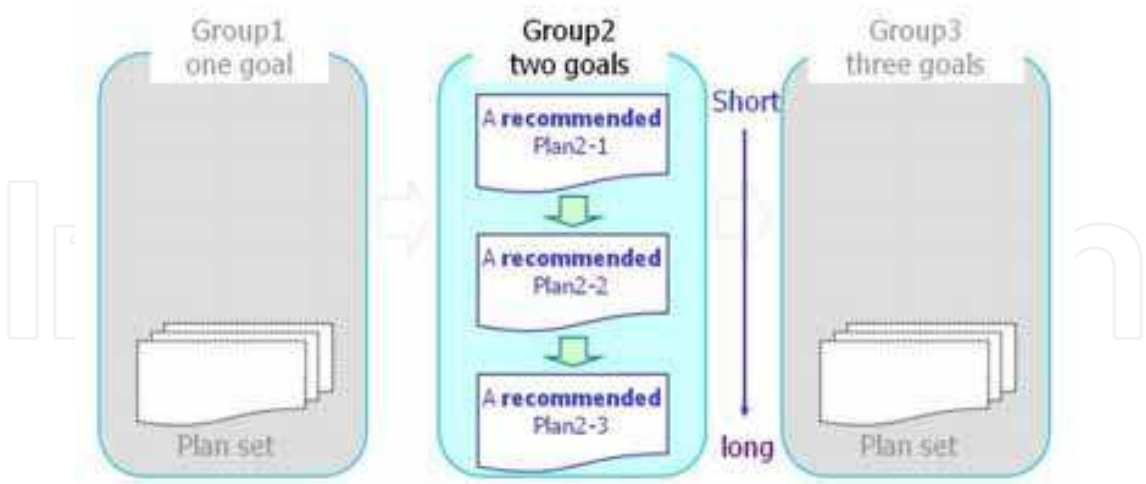 Group1
one goal
Plan set
Group2
two goals
A recommended
Plan2-1
A recommended
Plan2-2
A recommended
Plan2-3
Short
long
Group3
three goals
Plan set